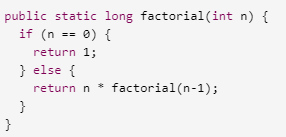 public static long factorial(int n) {
  if (n == 0) {
    return 1;
  } else {
    return n * factorial(n-1);
  }
}